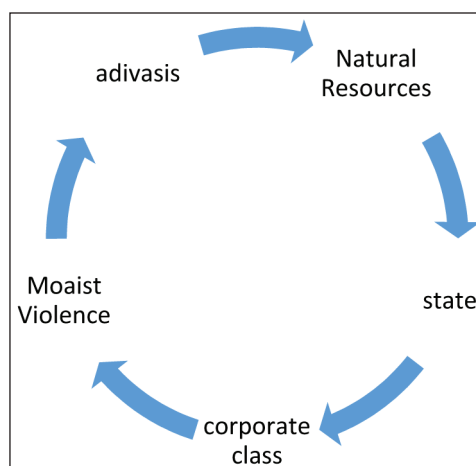 adivasis
Natural
Resources
state
corporate
class
Moaist
Violence